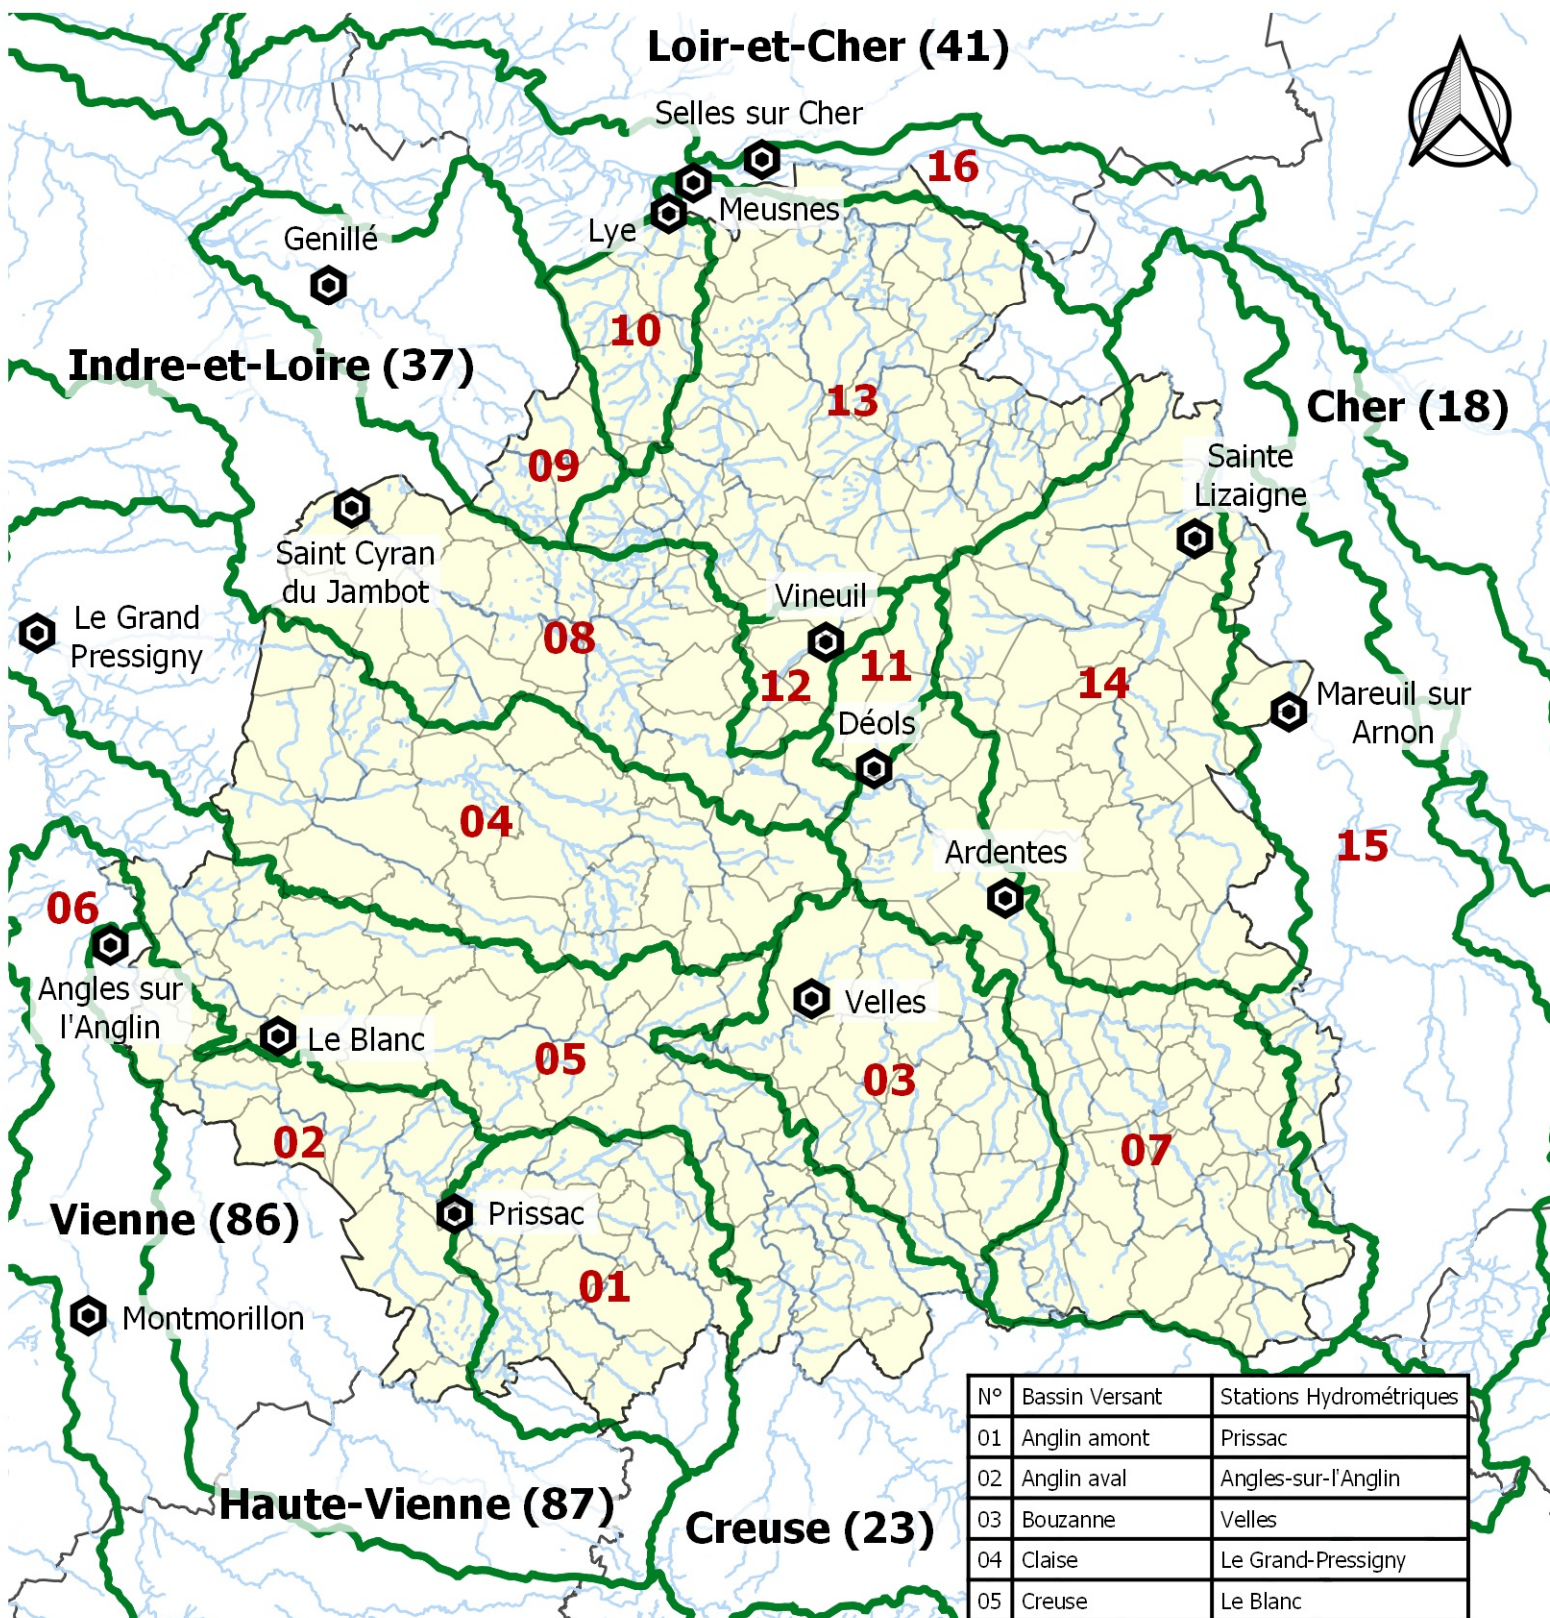 Loir-et-Cher (41)
Selles sur Cher
16
Meusnes
Lye
Genillé
10
Indre-et-Loire (37)
13
Cher (18)
09
Sainte
Lizaigne
Saint Cyran
du Jambot
Vineuil
Le Grand
Pressigny
08
11
12
14
Déols
Mareuil sur
Arnon
04
15
Ardentes
06
Angles sur
l'Anglin
Velles
Le Blanc
05
03
02
07
Vienne (86)
Prissac
01
Montmorillon
Haute-Vienne (87)
Creuse (23)
N° Bassin Versant Stations Hydrométriques
01 Anglin amont Prissac
02 Anglin aval Angles-sur-l'Anglin
03 Bouzanne Velles
04 Claise Le Grand-Pressigny
05 Creuse Le Blanc